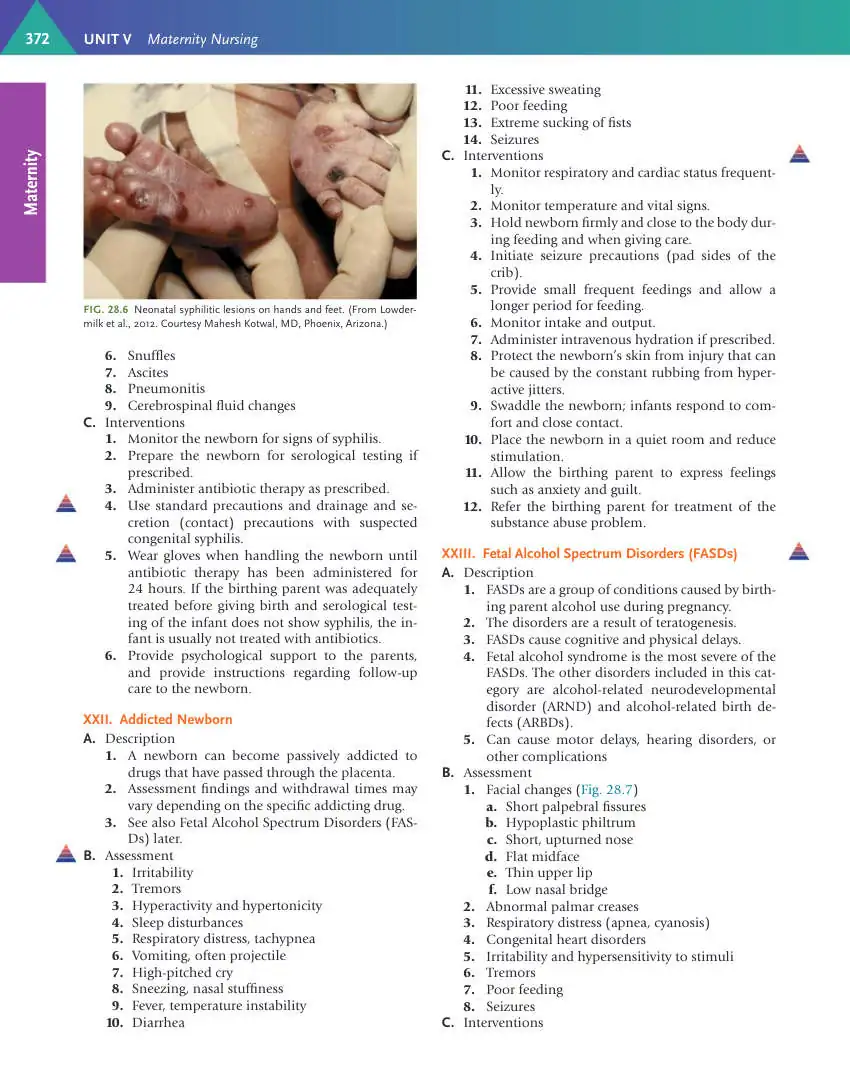 372
UNIT V Maternity Nursing
Maternity
FIG. 28.6 Neonatal syphilitic lesions on hands and feet. (From Lowder-
milk et al., 2012. Courtesy Mahesh Kotwal, MD, Phoenix, Arizona.)
6. Snuffles
7. Ascites
8. Pneumonitis
9. Cerebrospinal fluid changes
C. Interventions
1. Monitor the newborn for signs of syphilis.
2. Prepare the newborn for serological testing if
prescribed.
3. Administer antibiotic therapy as prescribed.
4. Use standard precautions and drainage and se-
cretion (contact) precautions with suspected
congenital syphilis.
5. Wear gloves when handling the newborn until
antibiotic therapy has been administered for
24 hours. If the birthing parent was adequately
treated before giving birth and serological test-
ing of the infant does not show syphilis, the in-
fant is usually not treated with antibiotics.
6. Provide psychological support to the parents,
and provide instructions regarding follow-up
care to the newborn.
XXII. Addicted Newborn
A. Description
1. A newborn can become passively addicted to
drugs that have passed through the placenta.
2. Assessment findings and withdrawal times may
vary depending on the specific addicting drug.
3. See also Fetal Alcohol Spectrum Disorders (FAS-
Ds) later.
B. Assessment
1. Irritability
2. Tremors
3. Hyperactivity and hypertonicity
4. Sleep disturbances
5. Respiratory distress, tachypnea
6. Vomiting, often projectile
7. High-pitched cry
8. Sneezing, nasal stuffiness
9. Fever, temperature instability
10. Diarrhea
11. Excessive sweating
12. Poor feeding
13. Extreme sucking of fists
14. Seizures
C. Interventions
1. Monitor respiratory and cardiac status frequent-
ly.
2. Monitor temperature and vital signs.
3. Hold newborn firmly and close to the body dur-
ing feeding and when giving care.
4. Initiate seizure precautions (pad sides of the
crib).
5. Provide small frequent feedings and allow a
longer period for feeding.
6. Monitor intake and output.
7. Administer intravenous hydration if prescribed.
8. Protect the newborn's skin from injury that can
be caused by the constant rubbing from hyper-
active jitters.
9. Swaddle the newborn; infants respond to com-
fort and close contact.
10. Place the newborn in a quiet room and reduce
stimulation.
11. Allow the birthing parent to express feelings
such as anxiety and guilt.
12. Refer the birthing parent for treatment of the
substance abuse problem.
XXIII. Fetal Alcohol Spectrum Disorders (FASDs)
A. Description
1. FASDs are a group of conditions caused by birth-
ing parent alcohol use during pregnancy.
2. The disorders are a result of teratogenesis.
3. FASDs cause cognitive and physical delays.
4. Fetal alcohol syndrome is the most severe of the
FASDs. The other disorders included in this cat-
egory are alcohol-related neurodevelopmental
disorder (ARND) and alcohol-related birth de-
fects (ARBDs).
5. Can cause motor delays, hearing disorders, or
other complications
B. Assessment
1. Facial changes (Fig. 28.7)
a. Short palpebral fissures
b. Hypoplastic philtrum
c. Short, upturned nose
d. Flat midface
e. Thin upper lip
f. Low nasal bridge
2. Abnormal palmar creases
3. Respiratory distress (apnea, cyanosis)
4. Congenital heart disorders
5. Irritability and hypersensitivity to stimuli
6. Tremors
7. Poor feeding
8. Seizures
C. Interventions